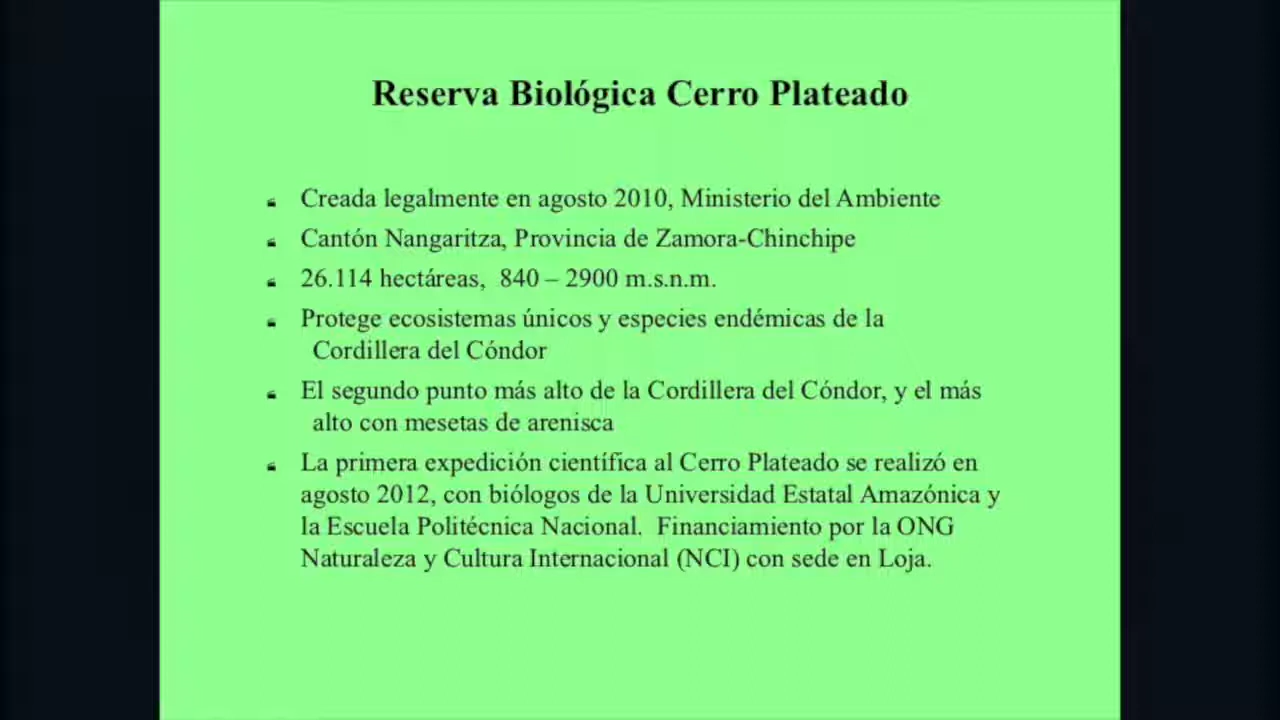 Reserva Biológica Cerro Plateado
Creada legalmente en agosto 2010, Ministerio del Ambiente
Cantón Nangaritza, Provincia de Zamora-Chinchipe
26.114 hectáreas,  840 – 2900 m.s.n.m.
Protege ecosistemas únicos y especies endémicas de la
Cordillera del Cóndor
El segundo punto más alto de la Cordillera del Cóndor, y el más
alto con mesetas de arenisca
La primera expedición científica al Cerro Plateado se realizó en
agosto 2012, con biólogos de la Universidad Estatal Amazónica y
la Escuela Politécnica Nacional.  Financiamiento por la ONG
Naturaleza y Cultura Internacional (NCI) con sede en Loja.